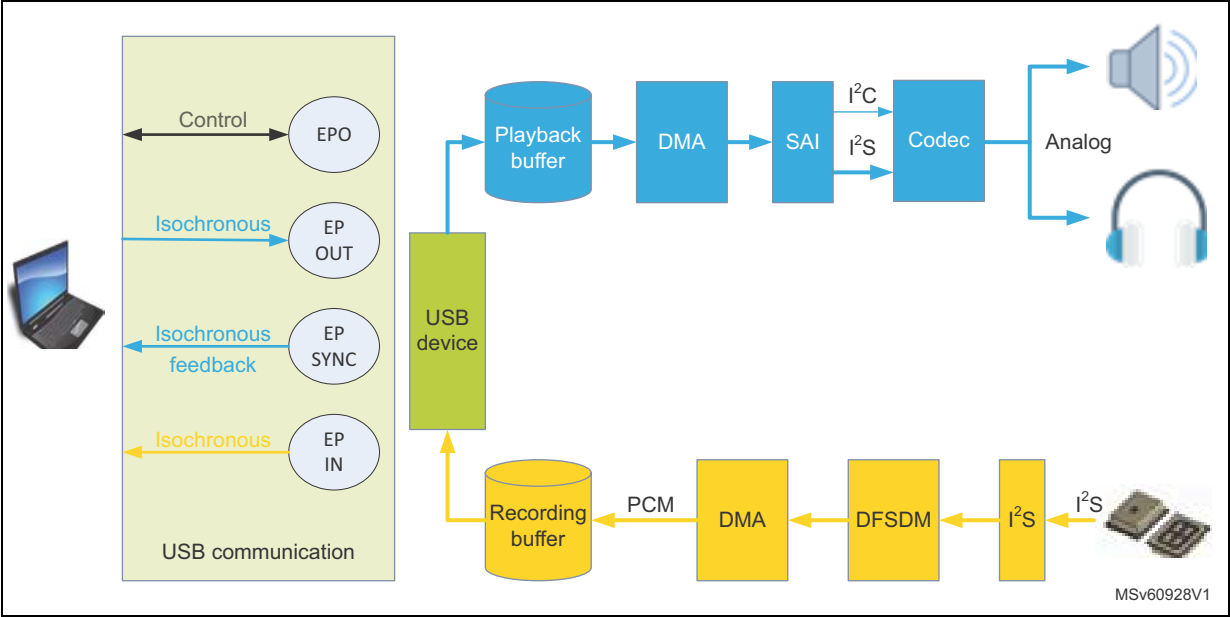 Control
EPO
Isochronous
EP
OUT
Isochronous
feedback
EP
SYNC
Isochronous
EP
IN
USB communication
USB
device
Playback
buffer
DMA
SAI
I²C
I²S
Codec
Analog
Recording
buffer
PCM
DMA
DFSDM
I²S
I²S
MSv60928V1